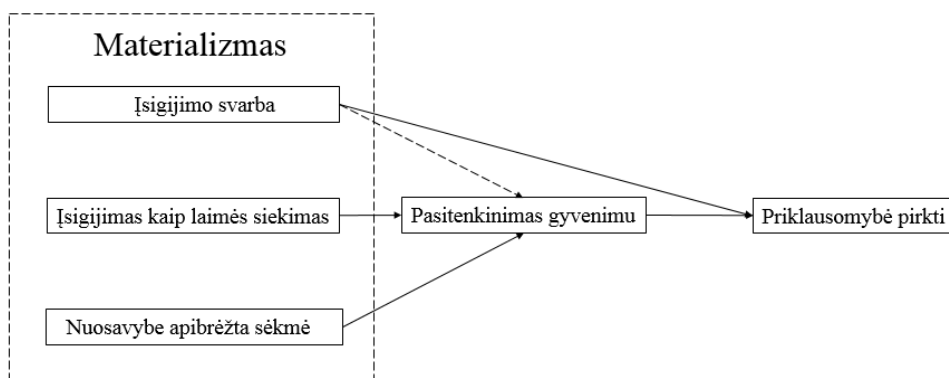 Materializmas
Įsigijimo svarba
Įsigijimas kaip laimės siekimas
Pasitenkinimas gyvenimu
Priklausomybė pirkti
Nuosavybe apibrėžta sėkmė